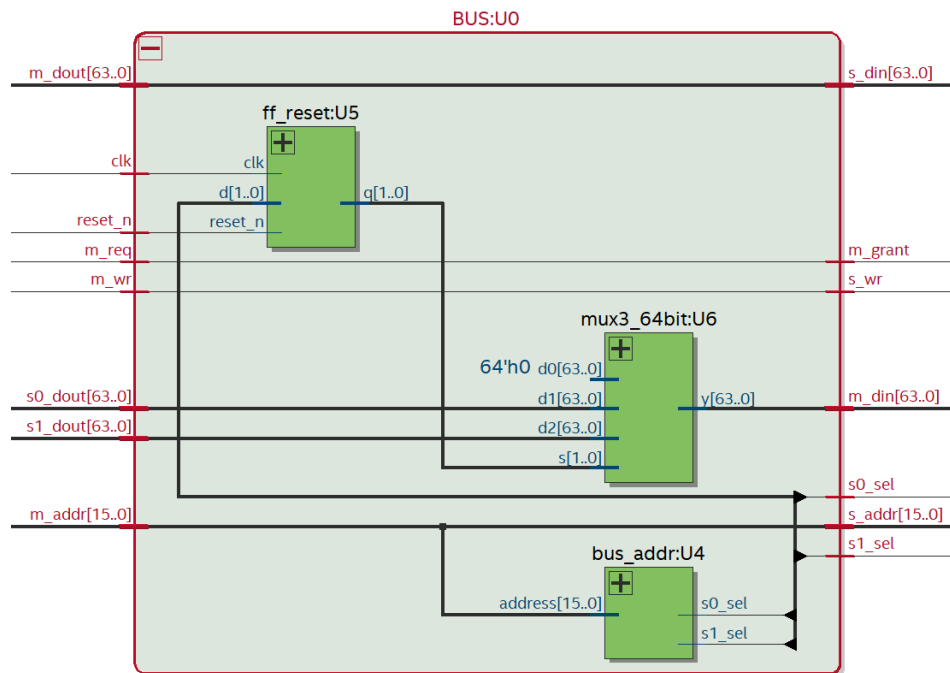 BUS:U0
m_dout[63..0]
s_din[63..0]
ff_reset:U5
clk
clk
d[1..0]
q[1..0]
reset_n
reset_n
m_req
m_grant
m_wr
s_wr
mux3_64bit:U6
64'h0
d0[63..0]
s0_dout[63..0]
d1[63..0]
y[63..0]
m_din[63..0]
s1_dout[63..0]
d2[63..0]
s[1..0]
s0_sel
m_addr[15..0]
s_addr[15..0]
s1_sel
bus_addr:U4
address[15..0]
s0_sel
s1_sel